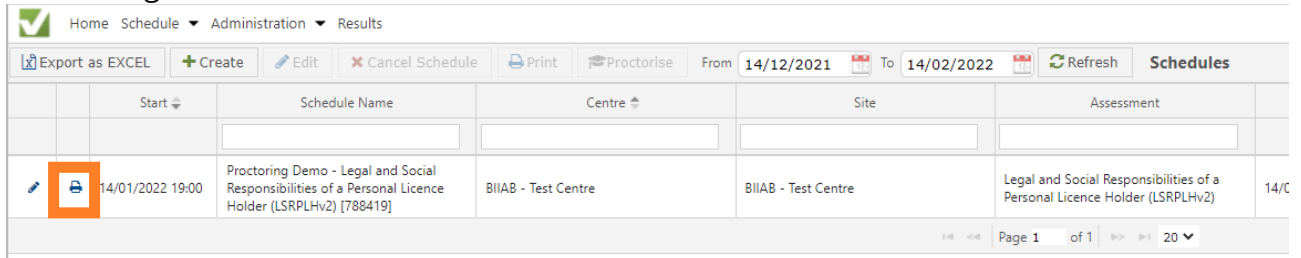 Home Schedule Administration Results
Export as EXCEL Create Edit Cancel Schedule Print Proctorise From 14/12/2021 To 14/02/2022 Refresh Schedules
Start Schedule Name Centre Site Assessment
14/01/2022 19:00 Proctoring Demo - Legal and Social Responsibilities of a Personal Licence Holder (LSRPLHv2) [788419] BIIAB - Test Centre BIIAB - Test Centre Legal and Social Responsibilities of a Personal Licence Holder (LSRPLHv2)
Page 1 of 1 20